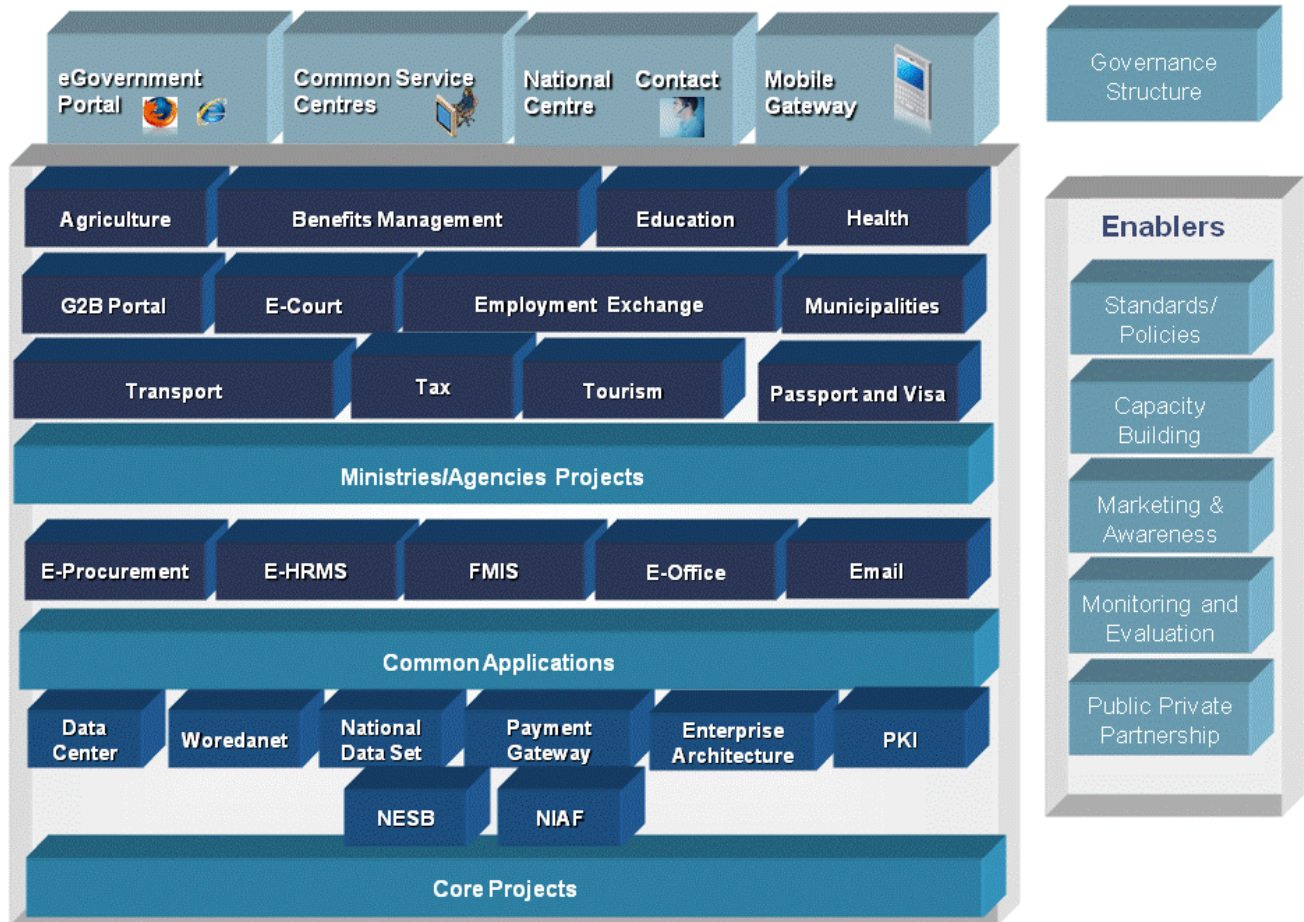 eGovernment
Portal
Common Service
Centres
National Contact
Centre
Mobile
Gateway
Governance
Structure
Agriculture
Benefits Management
Education
Health
G2B Portal
E-Court
Employment Exchange
Municipalities
Transport
Tax
Tourism
Passport and Visa
Ministries/Agencies Projects
E-Procurement
E-HRMS
FMIS
E-Office
Email
Common Applications
Data
Center
Woredanet
National
Data Set
Payment
Gateway
Enterprise
Architecture
PKI
NESB
NIAF
Core Projects
Enablers
Standards/
Policies
Capacity
Building
Marketing &
Awareness
Monitoring and
Evaluation
Public Private
Partnership